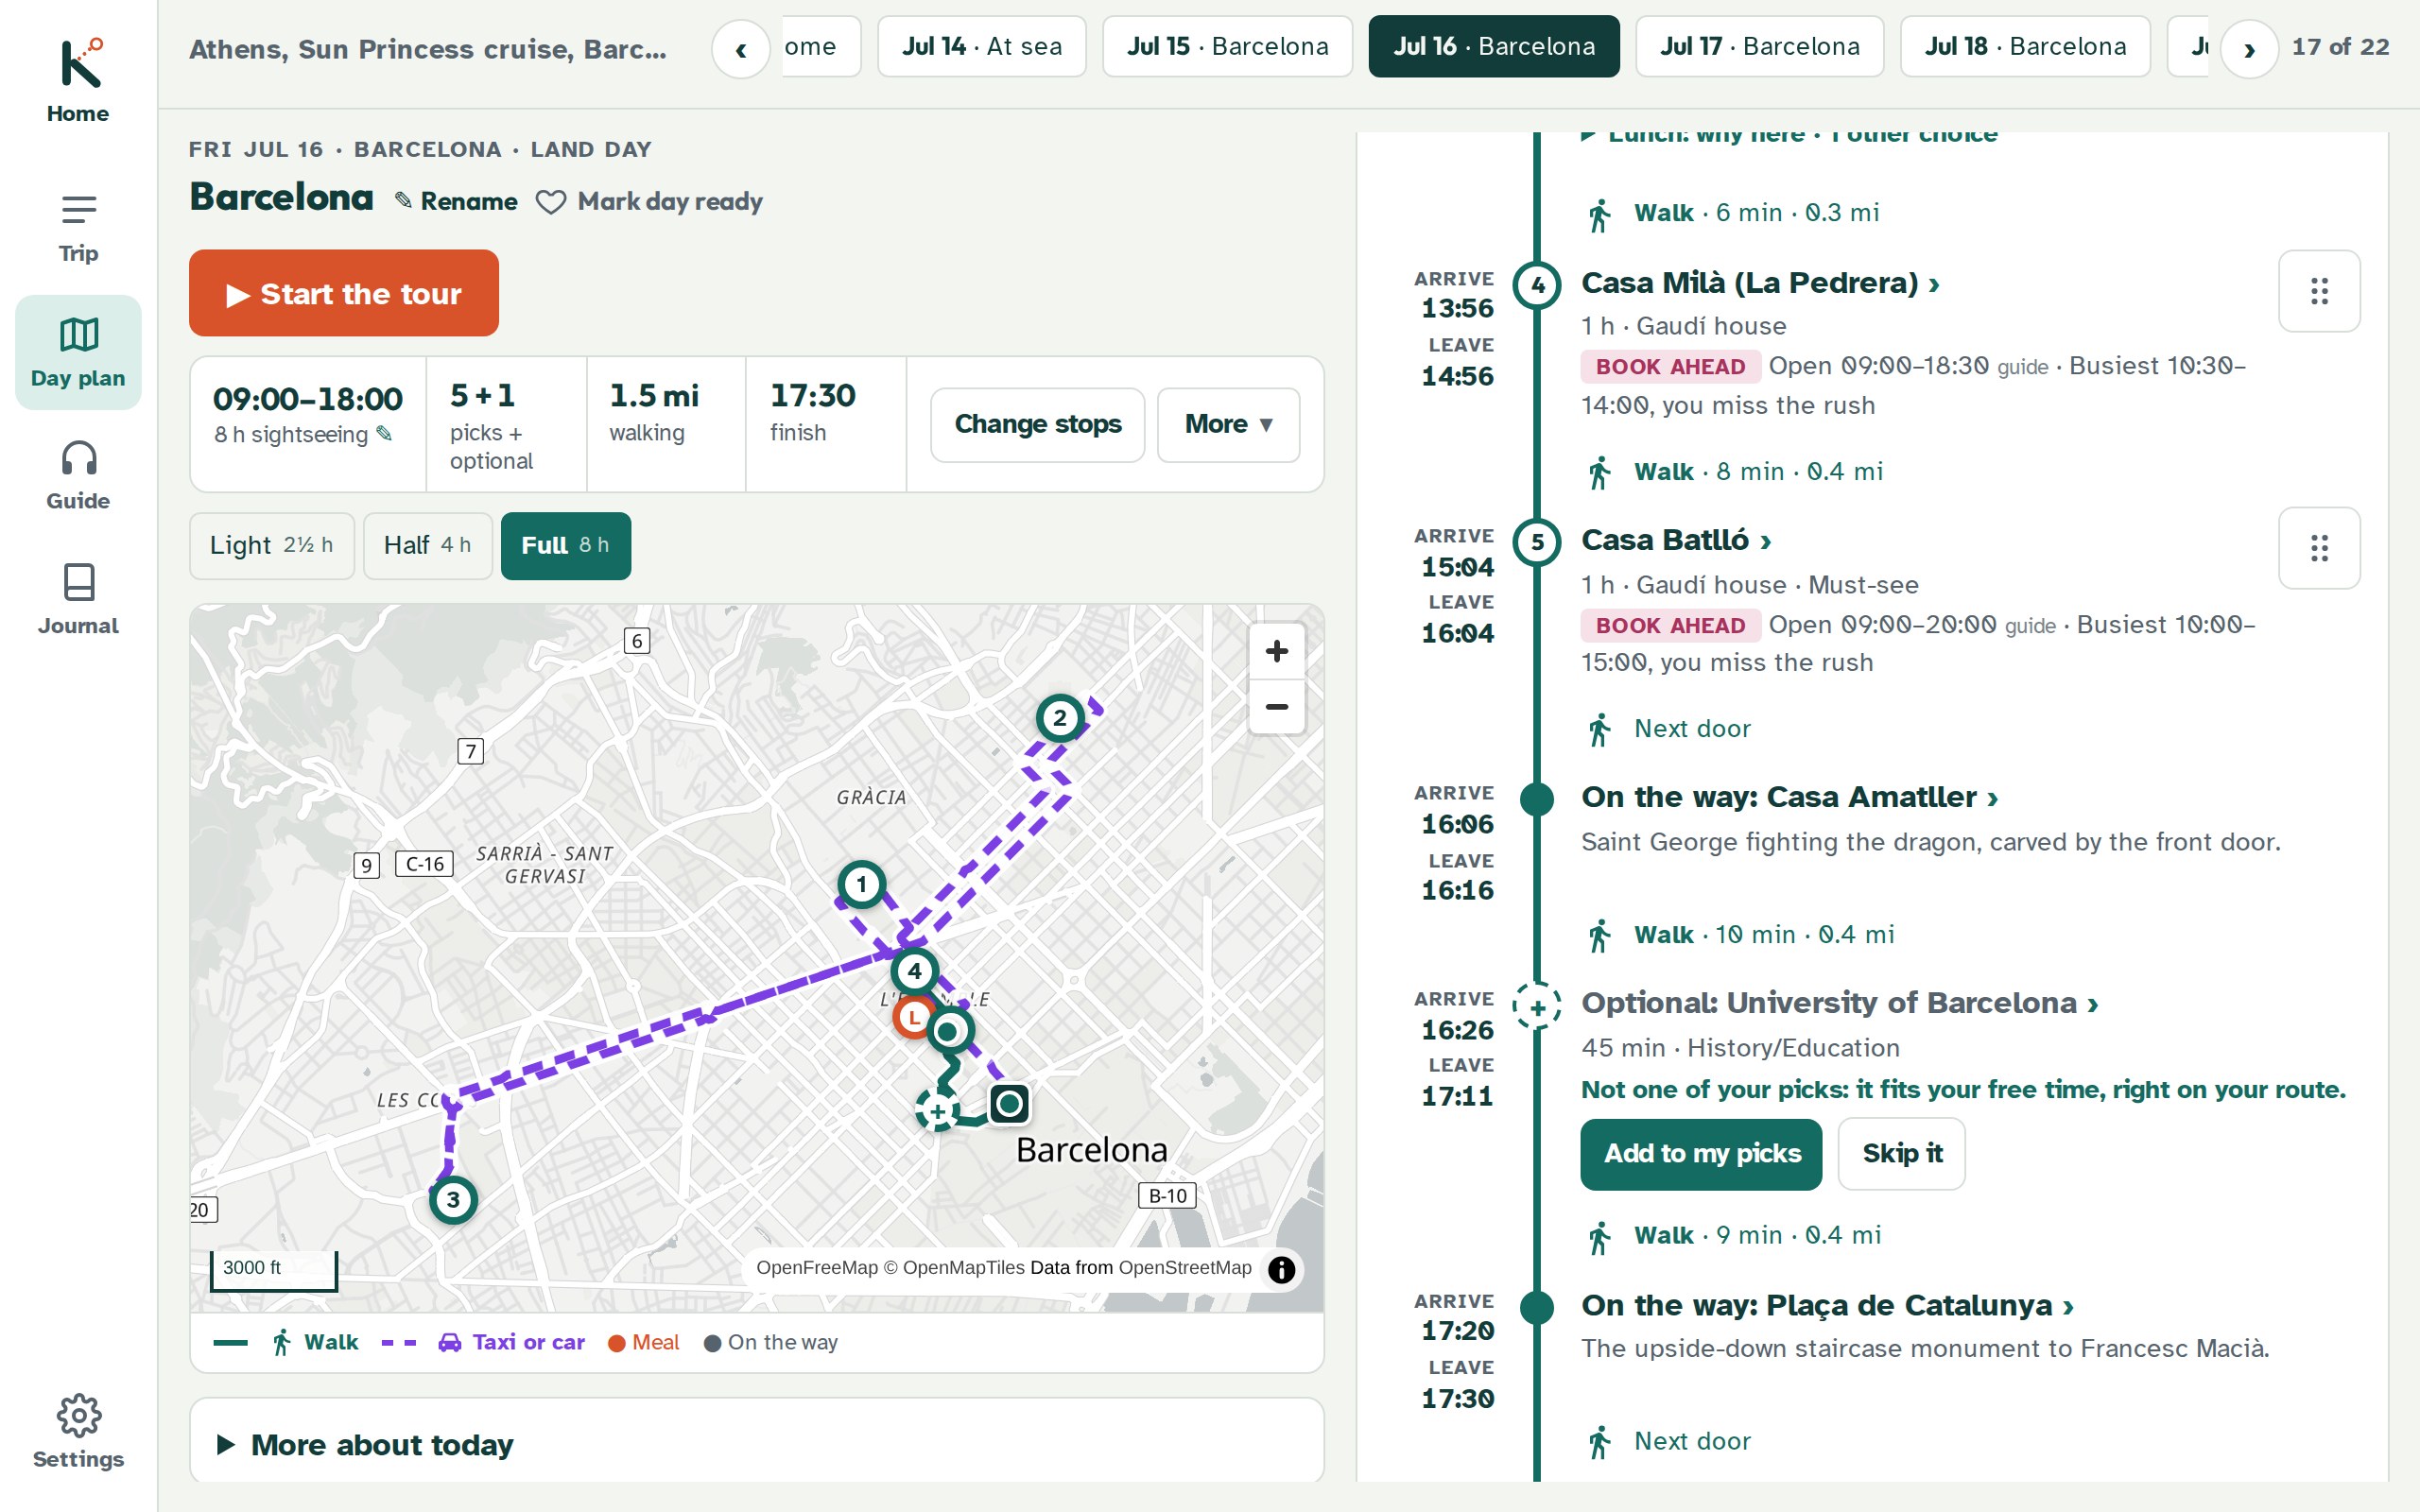 Home
Trip
Day plan
Guide
Journal
Settings
Athens, Sun Princess cruise, Barc...
‹
ome
Jul 14 · At sea
Jul 15 · Barcelona
Jul 16 · Barcelona
Jul 17 · Barcelona
Jul 18 · Barcelona
›
17 of 22
FRI JUL 16 · BARCELONA · LAND DAY
Barcelona ✎ Rename ♡ Mark day ready
▶ Start the tour
09:00–18:00
8 h sightseeing ✎
5 + 1
picks +
optional
1.5 mi
walking
17:30
finish
Change stops
More ▾
Light 2½ h
Half 4 h
Full 8 h
6
2
7
GRÀCIA
9
C-16
SARRIÀ - SANT
GERVASI
1
4
L
LES CO
+
Barcelona
3
B-10
20
3000 ft
OpenFreeMap © OpenMapTiles Data from OpenStreetMap
Walk
Taxi or car
Meal
On the way
▶ More about today
▶ Lunch: why here · 1 other choice
Walk · 6 min · 0.3 mi
ARRIVE
13:56
LEAVE
14:56
4
Casa Milà (La Pedrera) ›
1 h · Gaudí house
BOOK AHEAD Open 09:00–18:30 guide · Busiest 10:30–
14:00, you miss the rush
Walk · 8 min · 0.4 mi
ARRIVE
15:04
LEAVE
16:04
5
Casa Batlló ›
1 h · Gaudí house · Must-see
BOOK AHEAD Open 09:00–20:00 guide · Busiest 10:00–
15:00, you miss the rush
Next door
ARRIVE
16:06
LEAVE
16:16
On the way: Casa Amatller ›
Saint George fighting the dragon, carved by the front door.
Walk · 10 min · 0.4 mi
ARRIVE
16:26
LEAVE
17:11
+
Optional: University of Barcelona ›
45 min · History/Education
Not one of your picks: it fits your free time, right on your route.
Add to my picks
Skip it
Walk · 9 min · 0.4 mi
ARRIVE
17:20
LEAVE
17:30
On the way: Plaça de Catalunya ›
The upside-down staircase monument to Francesc Macià.
Next door